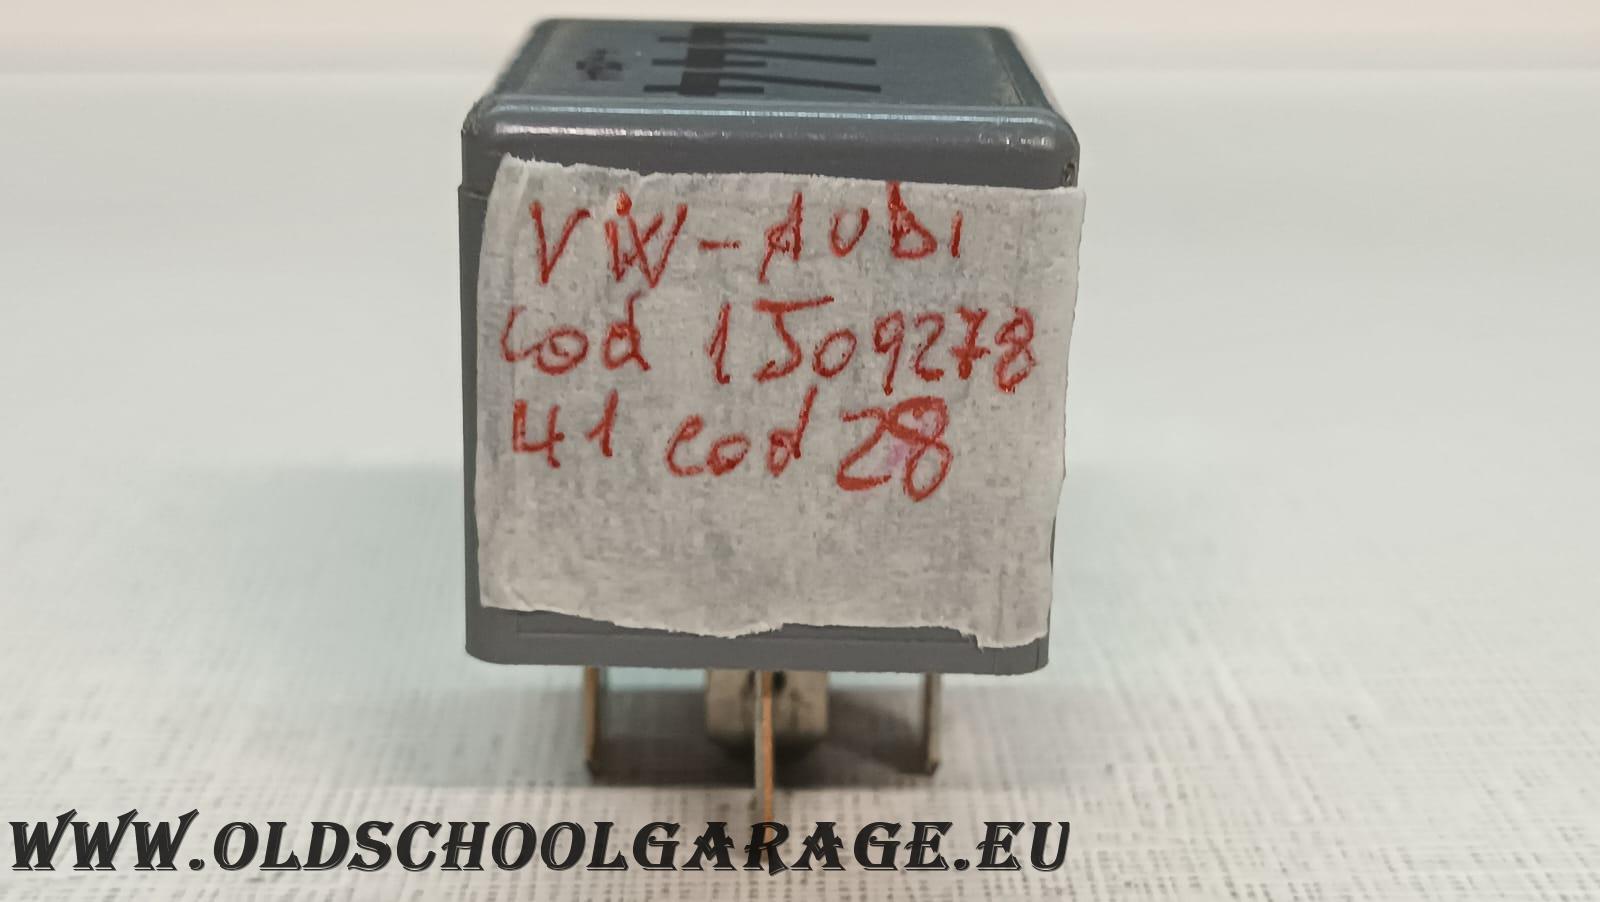 VW-AUDI
cod 1J09278
41 cod 28
WWW.OLDSCHOOLGARAGE.EU